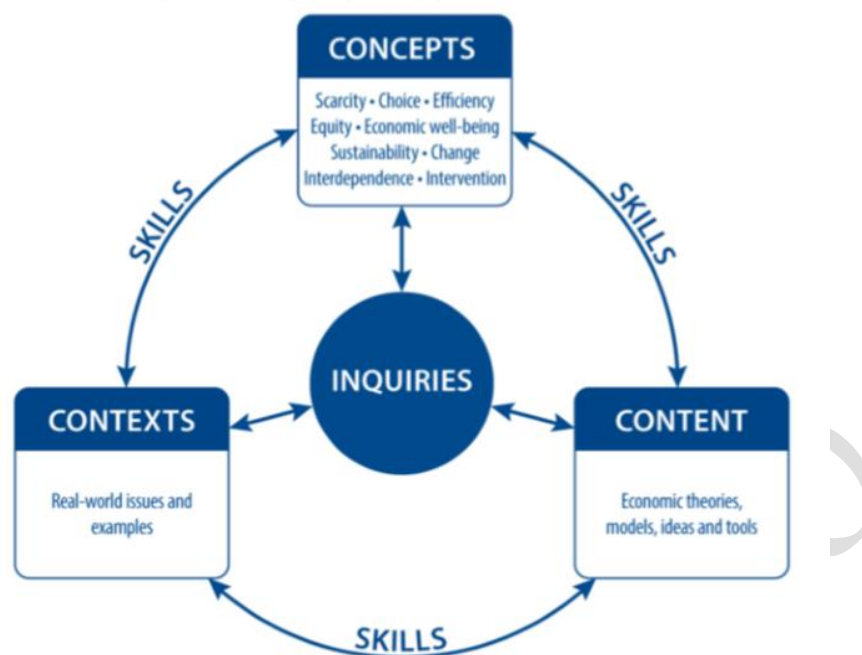 CONCEPTS
Scarcity • Choice • Efficiency
Equity • Economic well-being
Sustainability • Change
Interdependence • Intervention
SKILLS
SKILLS
INQUIRIES
CONTEXTS
Real-world issues and
examples
CONTENT
Economic theories,
models, ideas and tools
SKILLS